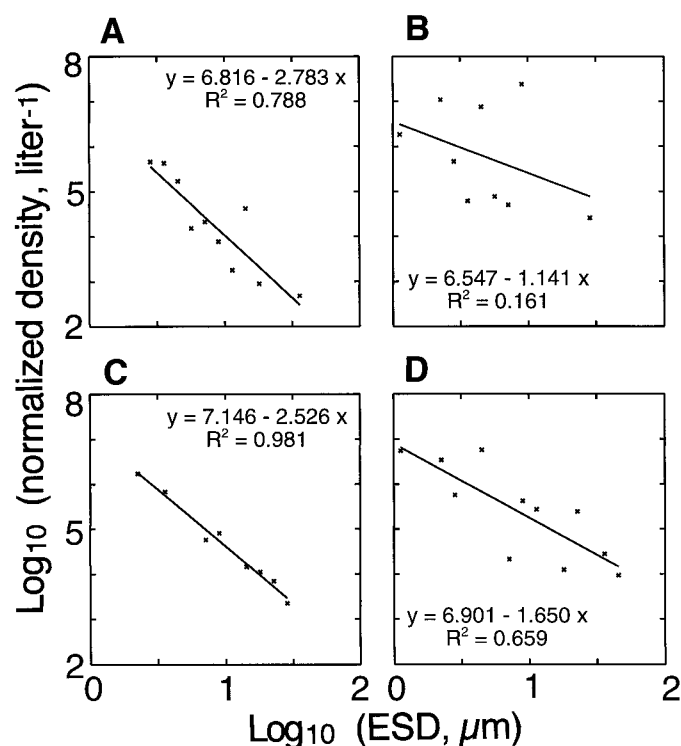 A
B
8
y = 6.816 - 2.783 x
R² = 0.788
5
y = 6.547 - 1.141 x
R² = 0.161
2
C
D
8
y = 7.146 - 2.526 x
R² = 0.981
5
y = 6.901 - 1.650 x
R² = 0.659
2
0
1
0
1
2
Log₁₀ (normalized density, liter⁻¹)
Log₁₀ (ESD, µm)